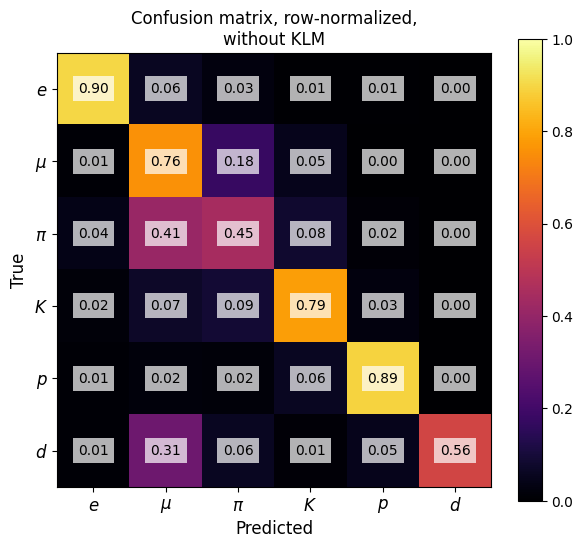 Confusion matrix, row-normalized,
without KLM
True
e 0.90 0.06 0.03 0.01 0.01 0.00
μ 0.01 0.76 0.18 0.05 0.00 0.00
π 0.04 0.41 0.45 0.08 0.02 0.00
K 0.02 0.07 0.09 0.79 0.03 0.00
p 0.01 0.02 0.02 0.06 0.89 0.00
d 0.01 0.31 0.06 0.01 0.05 0.56
e μ π K p d
Predicted
1.0
0.8
0.6
0.4
0.2
0.0